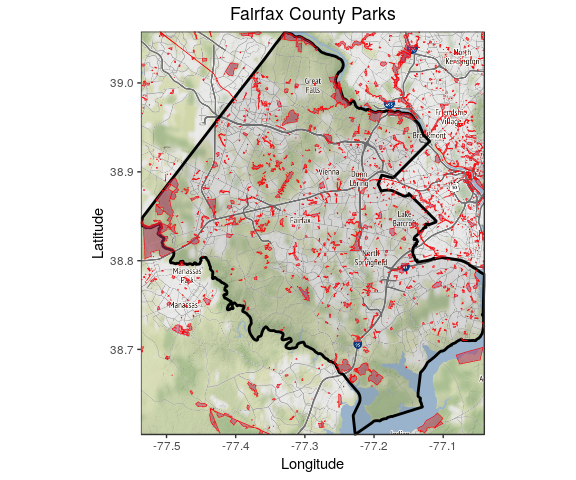 Fairfax County Parks
39.0
38.9
38.8
38.7
-77.5
-77.4
-77.3
-77.2
-77.1
Longitude
Latitude
North
Kensington
Great
Falls
Friendship
Village
Brookmont
Vienna
Dunn
Loring
Fairfax
Lake
North
Springfield
Manassas
Park
Manassas